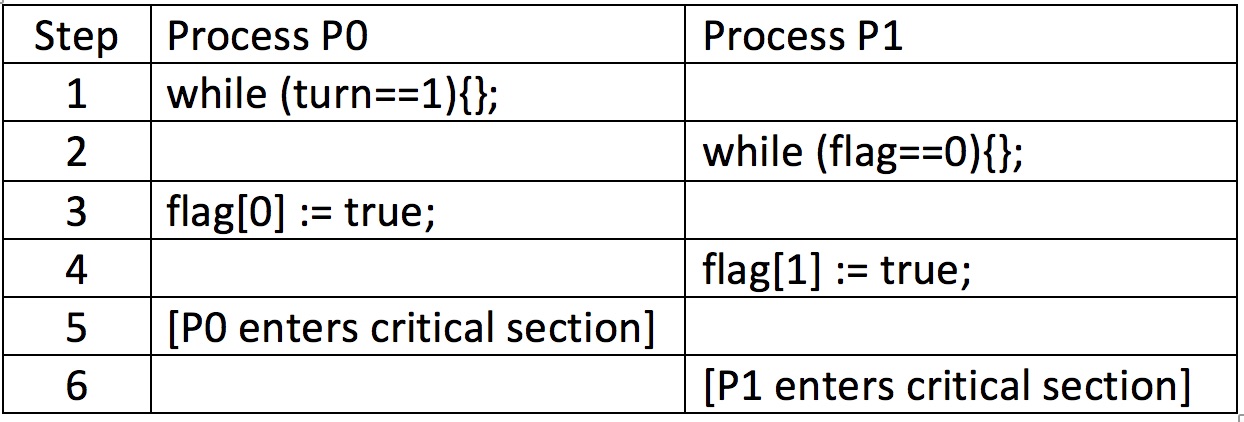 Step Process P0 Process P1
1 while (turn==1){};
2 while (flag==0){};
3 flag[0] := true;
4 flag[1] := true;
5 [P0 enters critical section]
6 [P1 enters critical section]